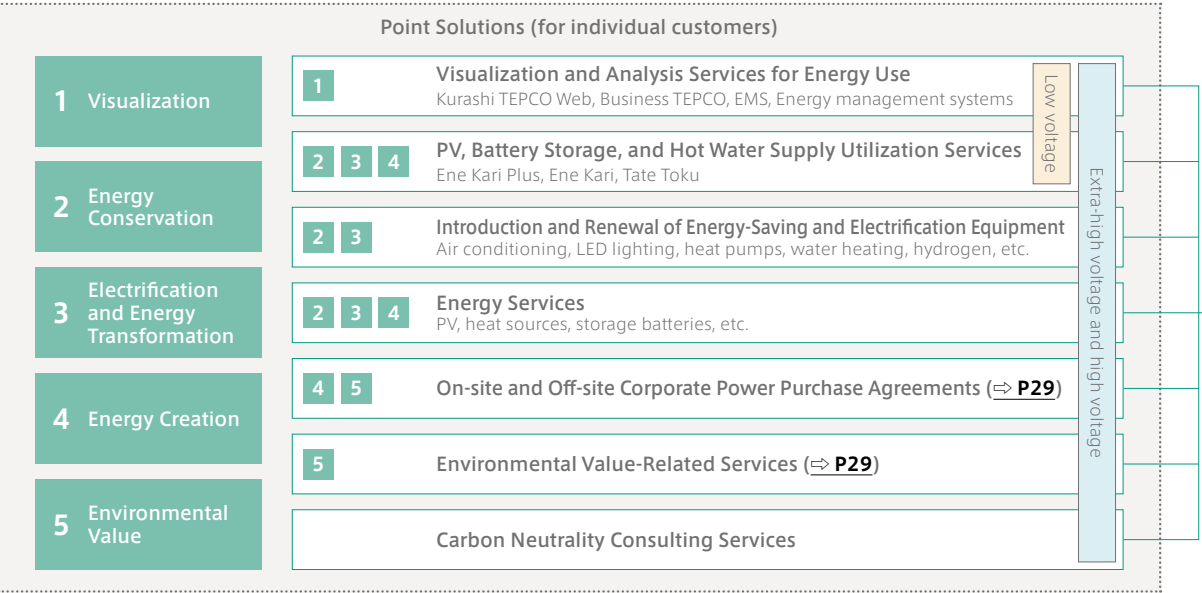 Point Solutions (for individual customers)
1 Visualization
2 Energy
Conservation
3 Electrification
and Energy
Transformation
4 Energy Creation
5 Environmental
Value
1 Visualization and Analysis Services for Energy Use
Kurashi TEPCO Web, Business TEPCO, EMS, Energy management systems
2 3 4 PV, Battery Storage, and Hot Water Supply Utilization Services
Ene Kari Plus, Ene Kari, Tate Toku
2 3 Introduction and Renewal of Energy-Saving and Electrification Equipment
Air conditioning, LED lighting, heat pumps, water heating, hydrogen, etc.
2 3 4 Energy Services
PV, heat sources, storage batteries, etc.
4 5 On-site and Off-site Corporate Power Purchase Agreements (⇨ P29)
5 Environmental Value-Related Services (⇨ P29)
Carbon Neutrality Consulting Services
Low voltage
Extra-high voltage and high voltage